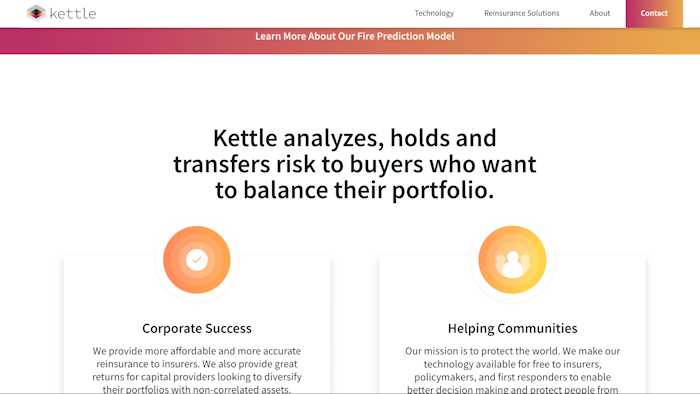 kettle
Technology
Reinsurance Solutions
About
Contact
Learn More About Our Fire Prediction Model
Kettle analyzes, holds and
transfers risk to buyers who want
to balance their portfolio.
Corporate Success
We provide more affordable and more accurate
reinsurance to insurers. We also provide great
returns for capital providers looking to diversify
their portfolios with non-correlated assets.
Helping Communities
Our mission is to protect the world. We make our
technology available for free to insurers,
policymakers, and first responders to enable
better decision making and protect people from